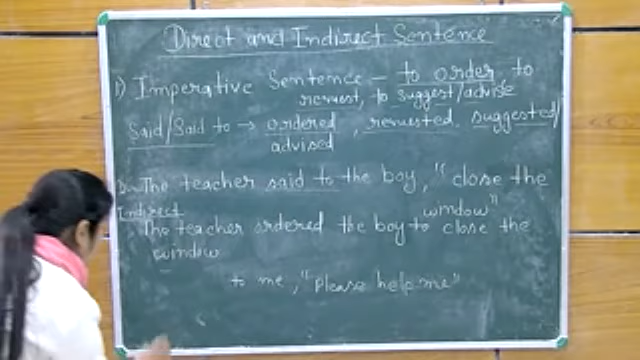 Direct and Indirect Sentence
1) Imperative Sentence - to order, to
request, to suggest/advise
Said/Said to → ordered, requested. suggested/
advised
D:- The teacher said to the boy, "close the
window"
Indirect
The teacher ordered the boy to close the
window
to me, "Please help me"